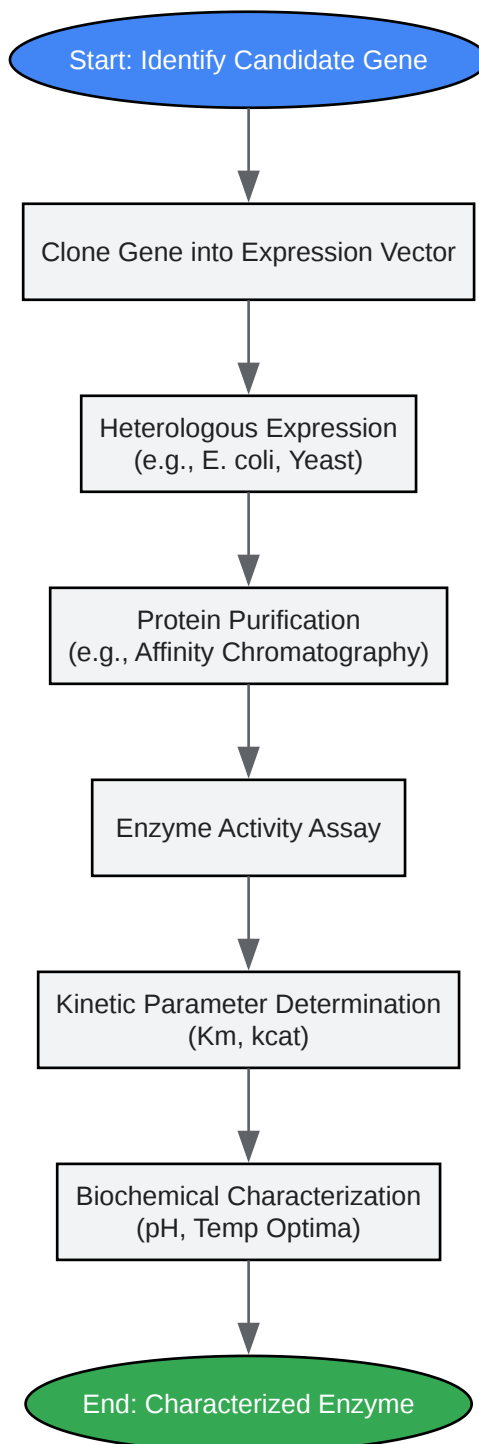 Start: Identify Candidate Gene
Clone Gene into Expression Vector
Heterologous Expression
(e.g., E. coli, Yeast)
Protein Purification
(e.g., Affinity Chromatography)
Enzyme Activity Assay
Kinetic Parameter Determination
(Km, kcat)
Biochemical Characterization
(pH, Temp Optima)
End: Characterized Enzyme